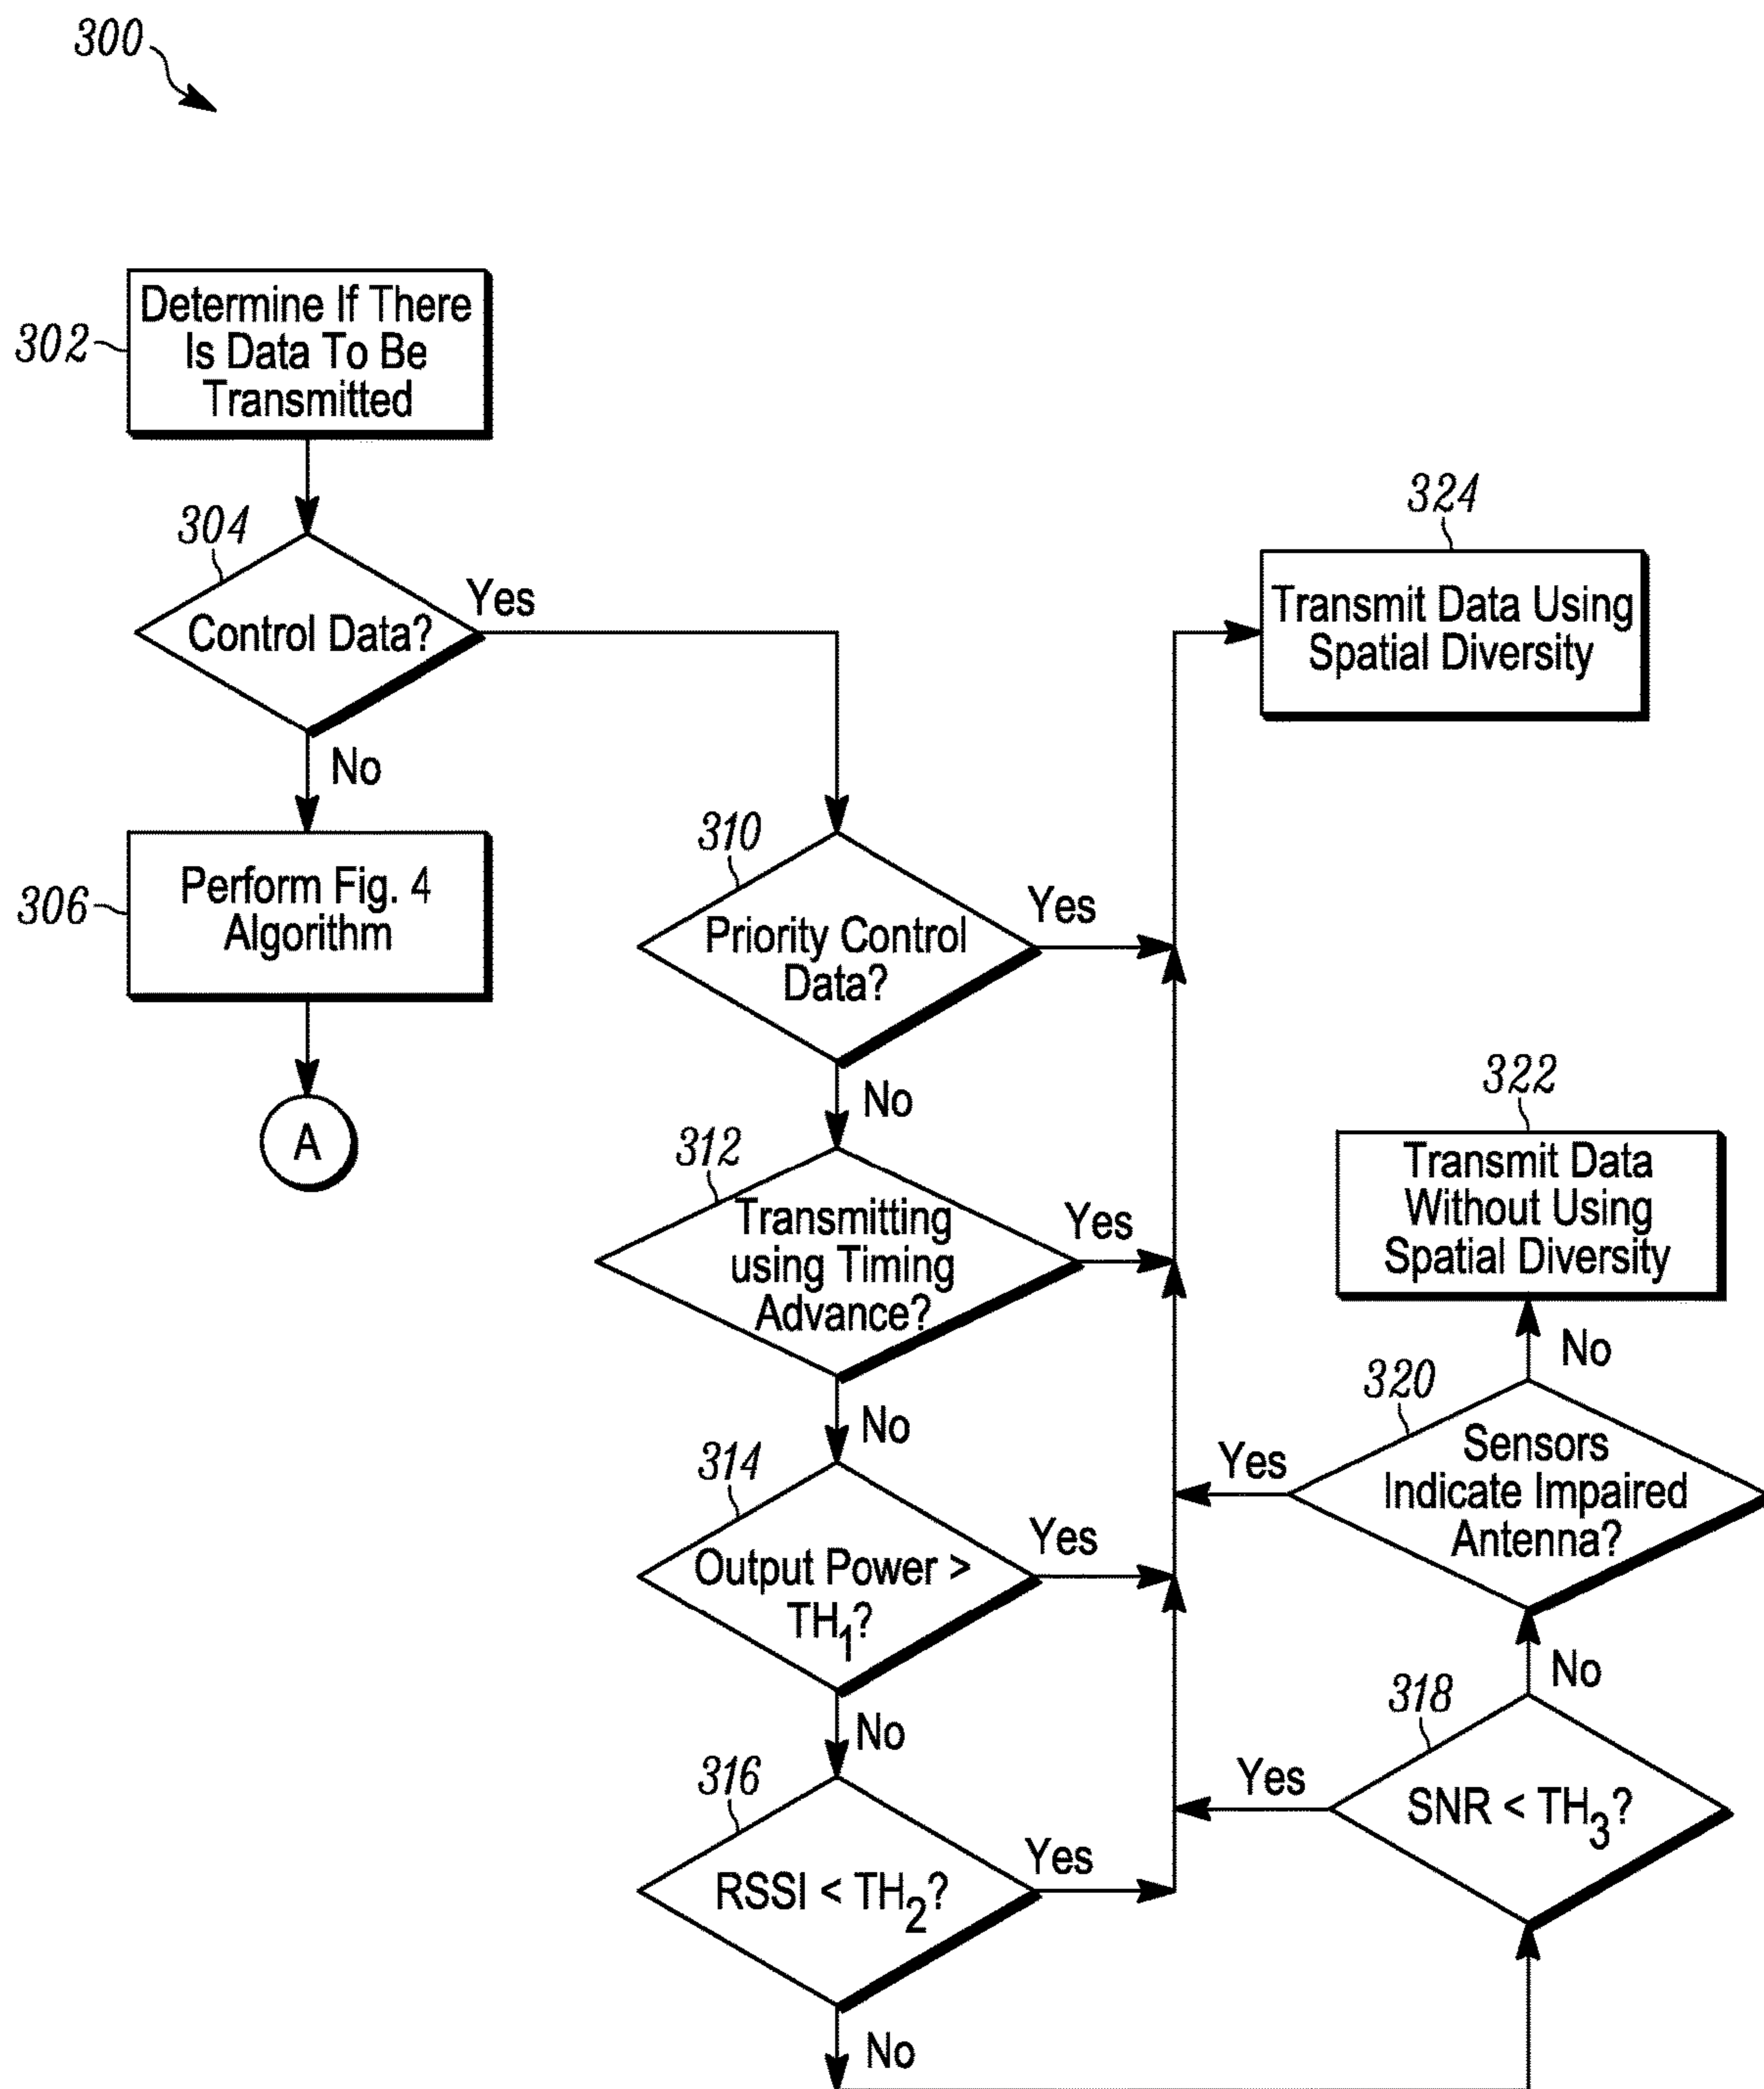 300
302
Determine If There
Is Data To Be
Transmitted
304
Control Data?
Yes
No
306
Perform Fig. 4
Algorithm
A
310
Priority Control
Data?
Yes
No
312
Transmitting
using Timing
Advance?
Yes
No
314
Output Power >
TH1?
Yes
No
316
RSSI < TH2?
Yes
No
318
SNR < TH3?
Yes
No
320
Sensors
Indicate Impaired
Antenna?
Yes
No
322
Transmit Data
Without Using
Spatial Diversity
324
Transmit Data Using
Spatial Diversity